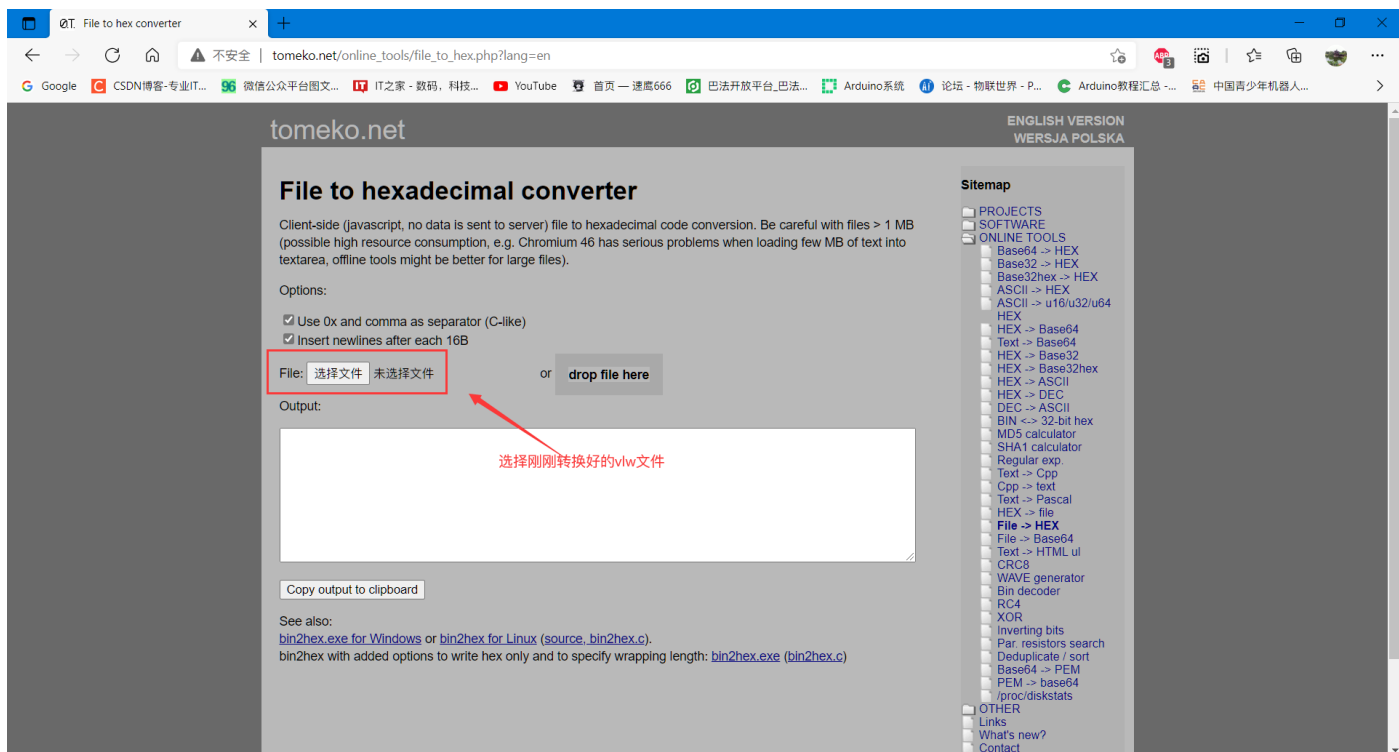 File to hex converter
不安全 | tomeko.net/online_tools/file_to_hex.php?lang=en
Google CSDN博客-专业IT... 微信公众平台图文... IT之家 - 数码，科技... YouTube 首页 — 速鹰666 巴法开放平台_巴法... Arduino系统 论坛 - 物联世界 - P... Arduino教程汇总 -... 中国青少年机器人...
tomeko.net
ENGLISH VERSION
WERSJA POLSKA
File to hexadecimal converter
Client-side (javascript, no data is sent to server) file to hexadecimal code conversion. Be careful with files > 1 MB
(possible high resource consumption, e.g. Chromium 46 has serious problems when loading few MB of text into
textarea, offline tools might be better for large files).
Options:
Use 0x and comma as separator (C-like)
Insert newlines after each 16B
File: 选择文件 未选择文件 or drop file here
Output:
选择刚刚转换好的vlw文件
Copy output to clipboard
See also:
bin2hex.exe for Windows or bin2hex for Linux (source, bin2hex.c).
bin2hex with added options to write hex only and to specify wrapping length: bin2hex.exe (bin2hex.c)
Sitemap
PROJECTS
SOFTWARE
ONLINE TOOLS
Base64 -> HEX
Base32 -> HEX
Base32hex -> HEX
ASCII -> HEX
ASCII -> u16/u32/u64
HEX
HEX -> Base64
Text -> Base64
HEX -> Base32
HEX -> Base32hex
HEX -> ASCII
HEX -> DEC
DEC -> ASCII
BIN <-> 32-bit hex
MD5 calculator
SHA1 calculator
Regular exp.
Text -> Cpp
Cpp -> text
Text -> Pascal
HEX -> file
File -> HEX
File -> Base64
Text -> HTML ul
CRC8
WAVE generator
Bin decoder
RC4
XOR
Inverting bits
Par. resistors search
Deduplicate / sort
Base64 -> PEM
PEM -> base64
/proc/diskstats
OTHER
Links
What's new?
Contact